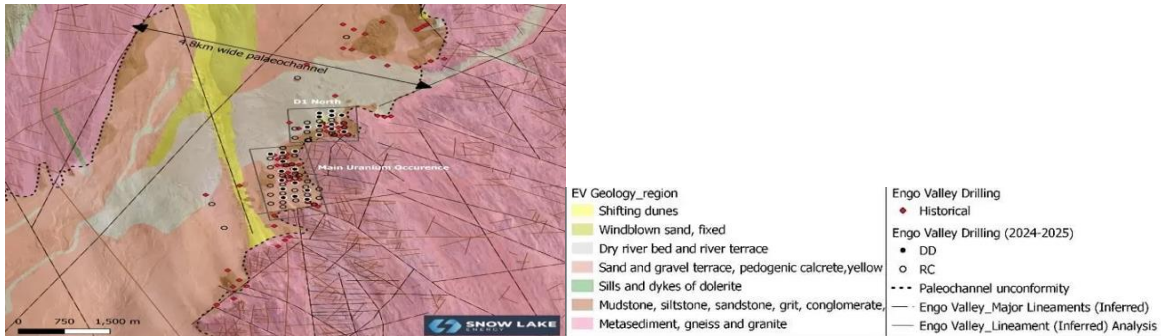 4.8km wide palaeochannel
D1 North
Main Uranium Occurence
0 750 1,500 m
SNOW LAKE
ENERGY
EV Geology_region
Shifting dunes
Windblown sand, fixed
Dry river bed and river terrace
Sand and gravel terrace, pedogenic calcrete,yellow
Sills and dykes of dolerite
Mudstone, siltstone, sandstone, grit, conglomerate,
Metasediment, gneiss and granite
Engo Valley Drilling
Historical
Engo Valley Drilling (2024-2025)
DD
RC
Paleochannel unconformity
Engo Valley_Major Lineaments (Inferred)
Engo Valley_Lineament (Inferred) Analysis